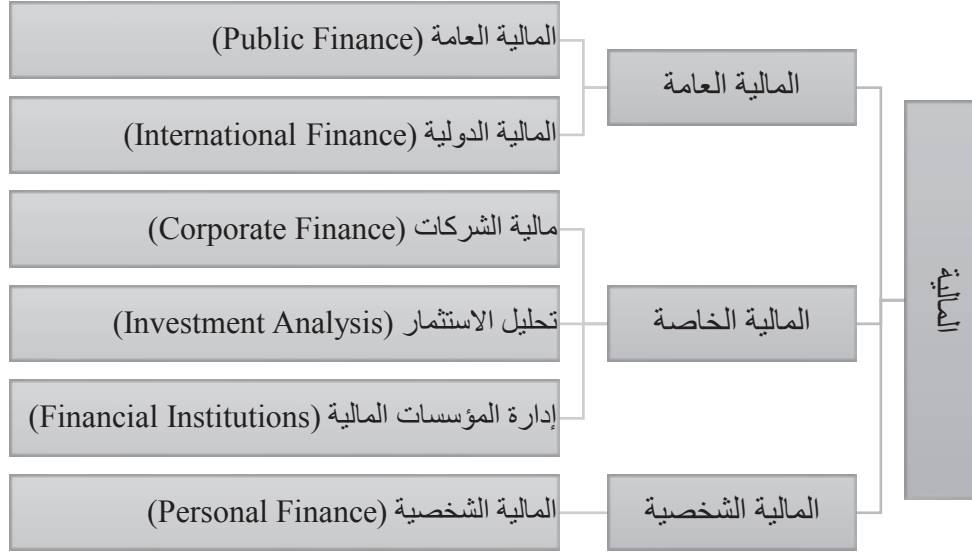 المالية
المالية العامة
المالية العامة (Public Finance)
المالية الدولية (International Finance)
المالية الخاصة
مالية الشركات (Corporate Finance)
تحليل الاستثمار (Investment Analysis)
إدارة المؤسسات المالية (Financial Institutions)
المالية الشخصية
المالية الشخصية (Personal Finance)